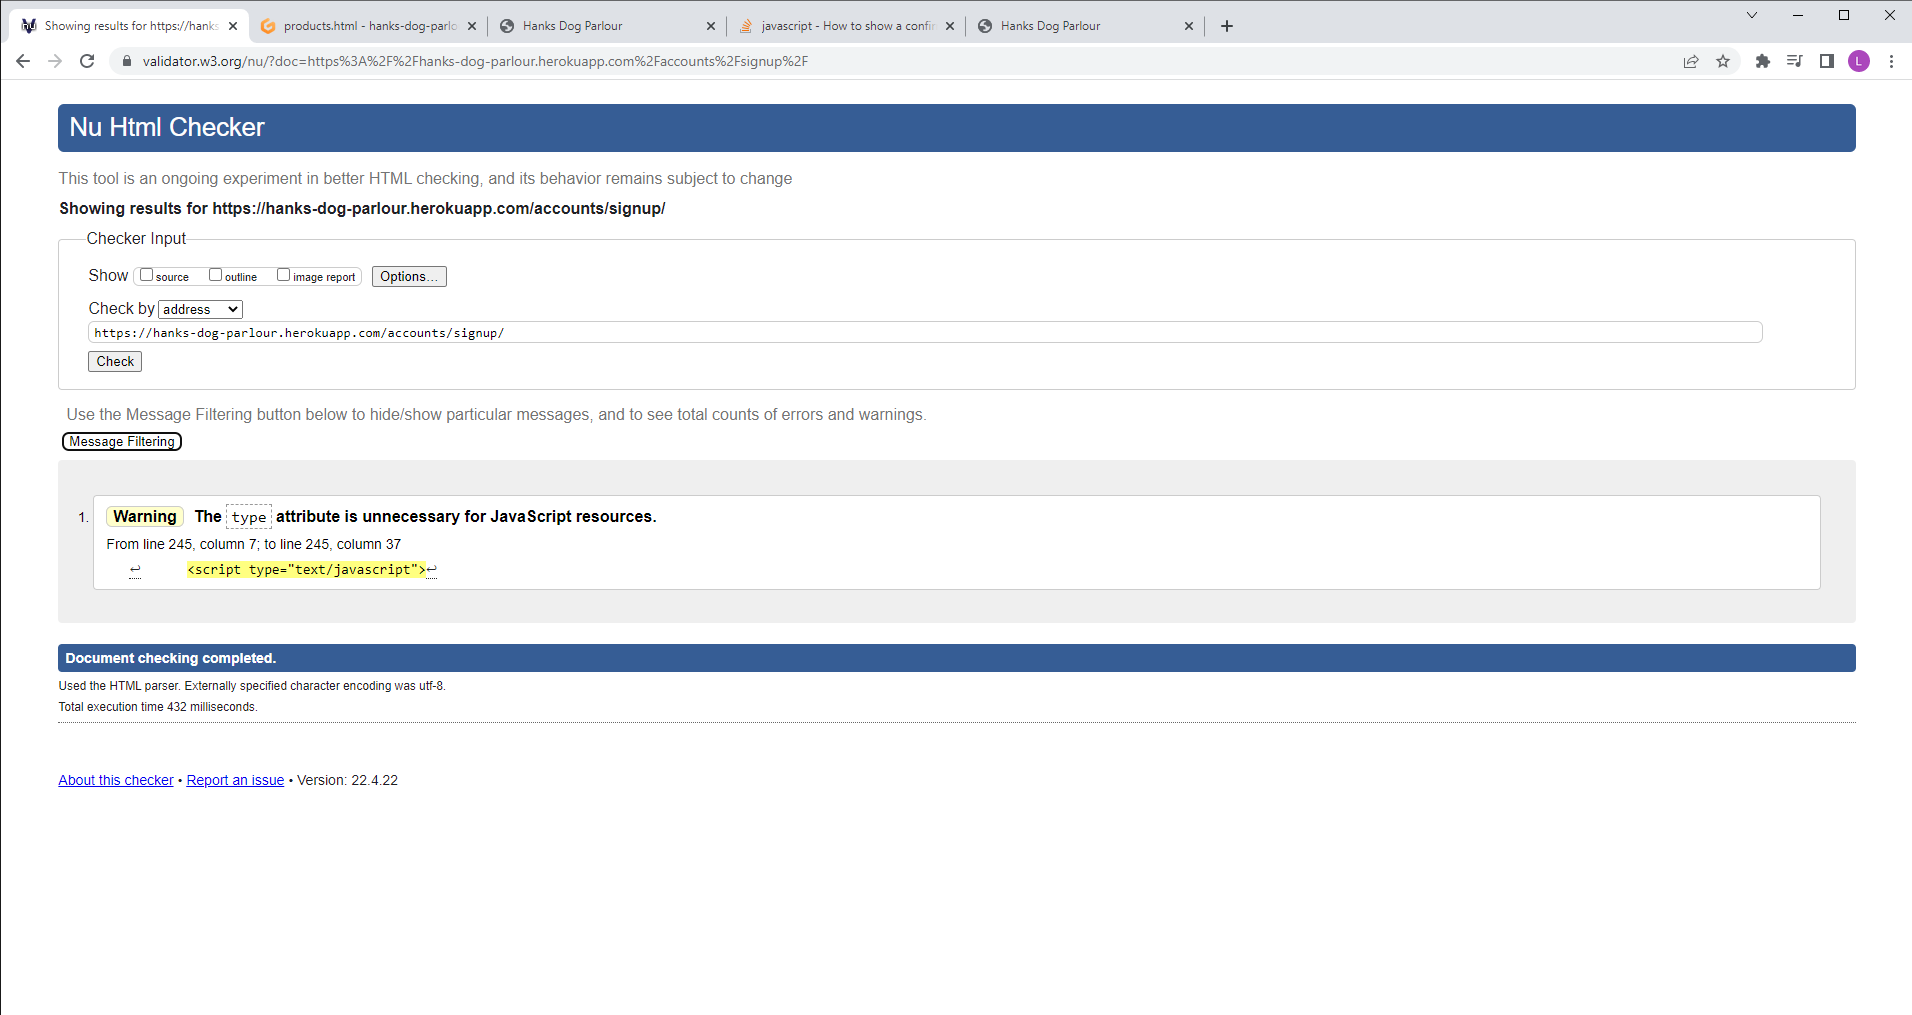 Showing results for https://hanks
products.html - hanks-dog-parlo
Hanks Dog Parlour
javascript - How to show a confir
Hanks Dog Parlour
validator.w3.org/nu/?doc=https%3A%2F%2Fhanks-dog-parlour.herokuapp.com%2Faccounts%2Fsignup%2F
L
Nu Html Checker
This tool is an ongoing experiment in better HTML checking, and its behavior remains subject to change
Showing results for https://hanks-dog-parlour.herokuapp.com/accounts/signup/
Checker Input
Show source outline image report Options...
Check by address
https://hanks-dog-parlour.herokuapp.com/accounts/signup/
Check
Use the Message Filtering button below to hide/show particular messages, and to see total counts of errors and warnings.
Message Filtering
1. Warning The type attribute is unnecessary for JavaScript resources.
From line 245, column 7; to line 245, column 37
↩ <script type="text/javascript">↩
Document checking completed.
Used the HTML parser. Externally specified character encoding was utf-8.
Total execution time 432 milliseconds.
About this checker • Report an issue • Version: 22.4.22